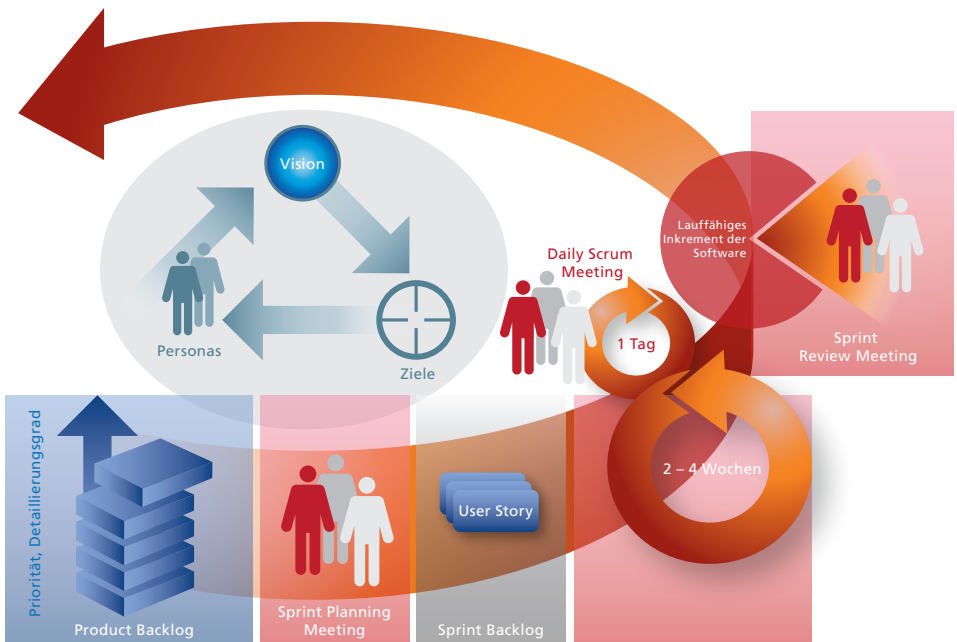 Vision
Personas
Ziele
Daily Scrum
Meeting
1 Tag
Lauffähiges
Inkrement der
Software
Sprint
Review Meeting
Priorität, Detaillierungsgrad
Product Backlog
Sprint Planning
Meeting
User Story
Sprint Backlog
2 – 4 Wochen